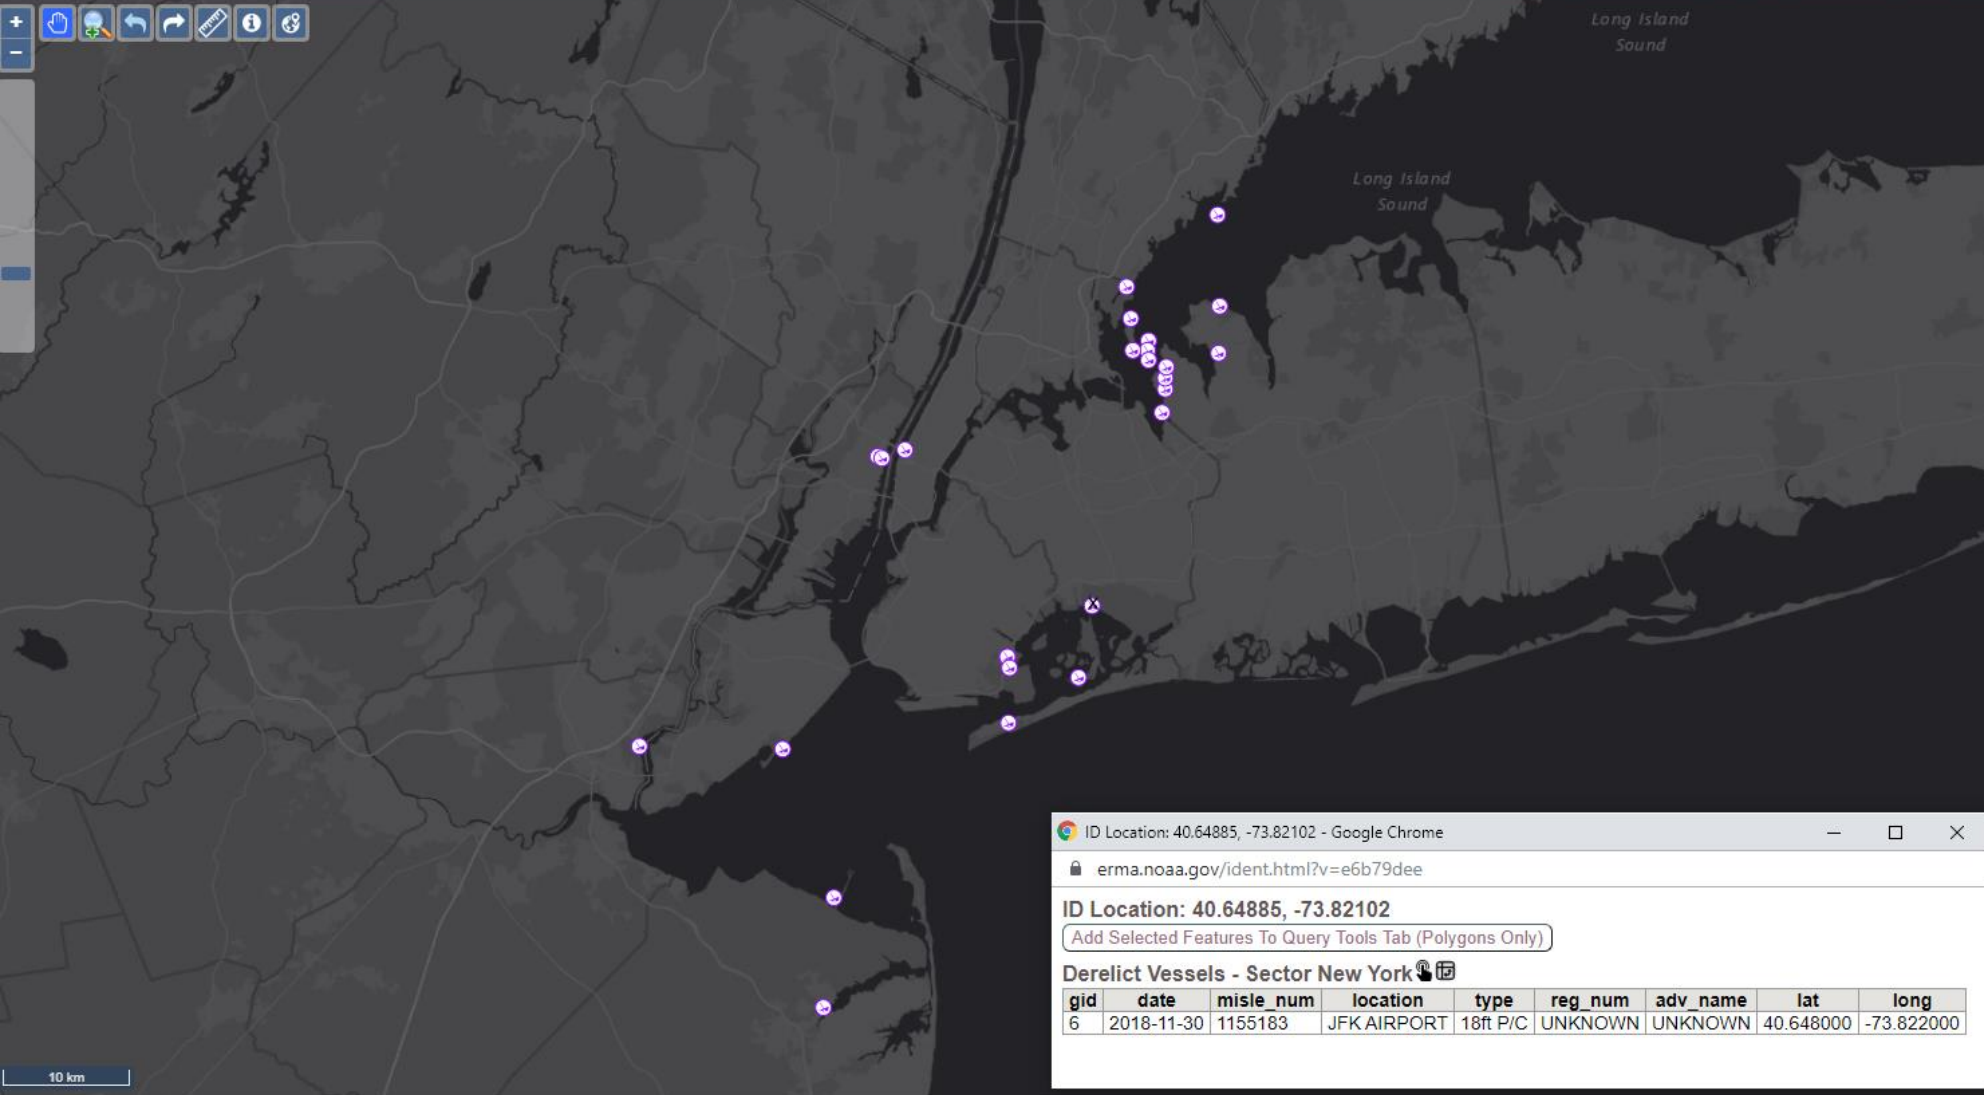 +
−
Long Island
Sound
Long Island
Sound
X
10 km
ID Location: 40.64885, -73.82102 - Google Chrome
erma.noaa.gov/ident.html?v=e6b79dee
ID Location: 40.64885, -73.82102
Add Selected Features To Query Tools Tab (Polygons Only)
Derelict Vessels - Sector New York
gid date misle_num location type reg_num adv_name lat long
6 2018-11-30 1155183 JFK AIRPORT 18ft P/C UNKNOWN UNKNOWN 40.648000 -73.822000